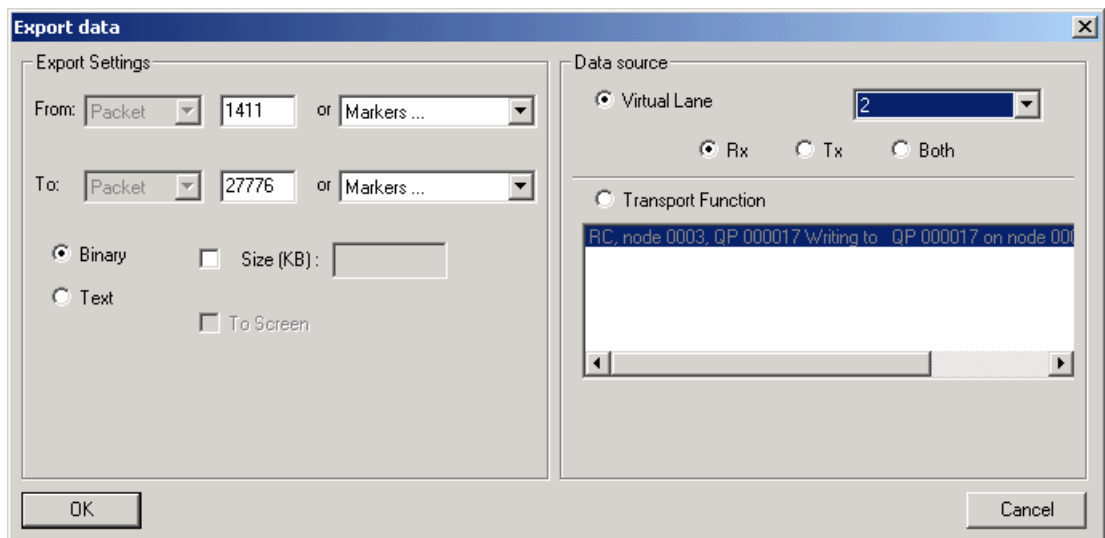 Export data
Export Settings
From: Packet 1411 or Markers ...
To: Packet 27776 or Markers ...
Binary
Size (KB) :
Text
To Screen
Data source
Virtual Lane 2
Rx Tx Both
Transport Function
RC, node 0003, QP 000017 Writing to QP 000017 on node 000
OK
Cancel